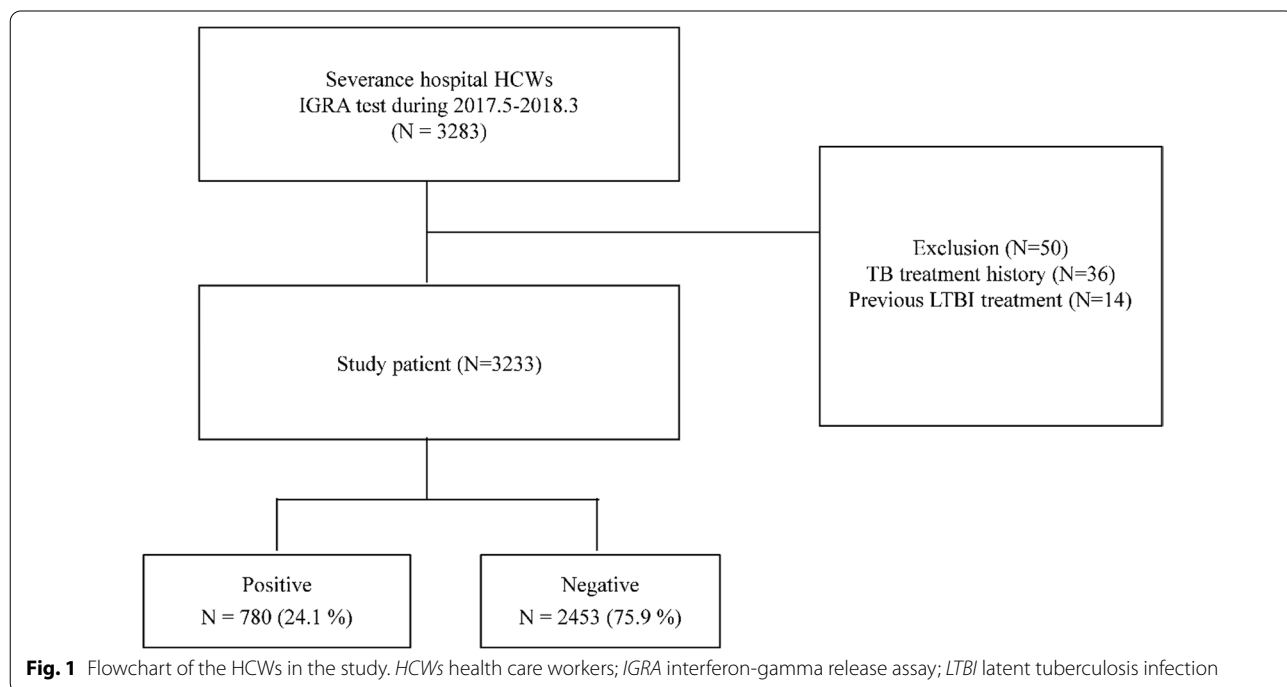 Severance hospital HCWs
IGRA test during 2017.5-2018.3
(N = 3283)
Exclusion (N=50)
TB treatment history (N=36)
Previous LTBI treatment (N=14)
Study patient (N=3233)
Positive
N = 780 (24.1 %)
Negative
N = 2453 (75.9 %)
Fig. 1 Flowchart of the HCWs in the study. HCWs health care workers; IGRA interferon-gamma release assay; LTBI latent tuberculosis infection